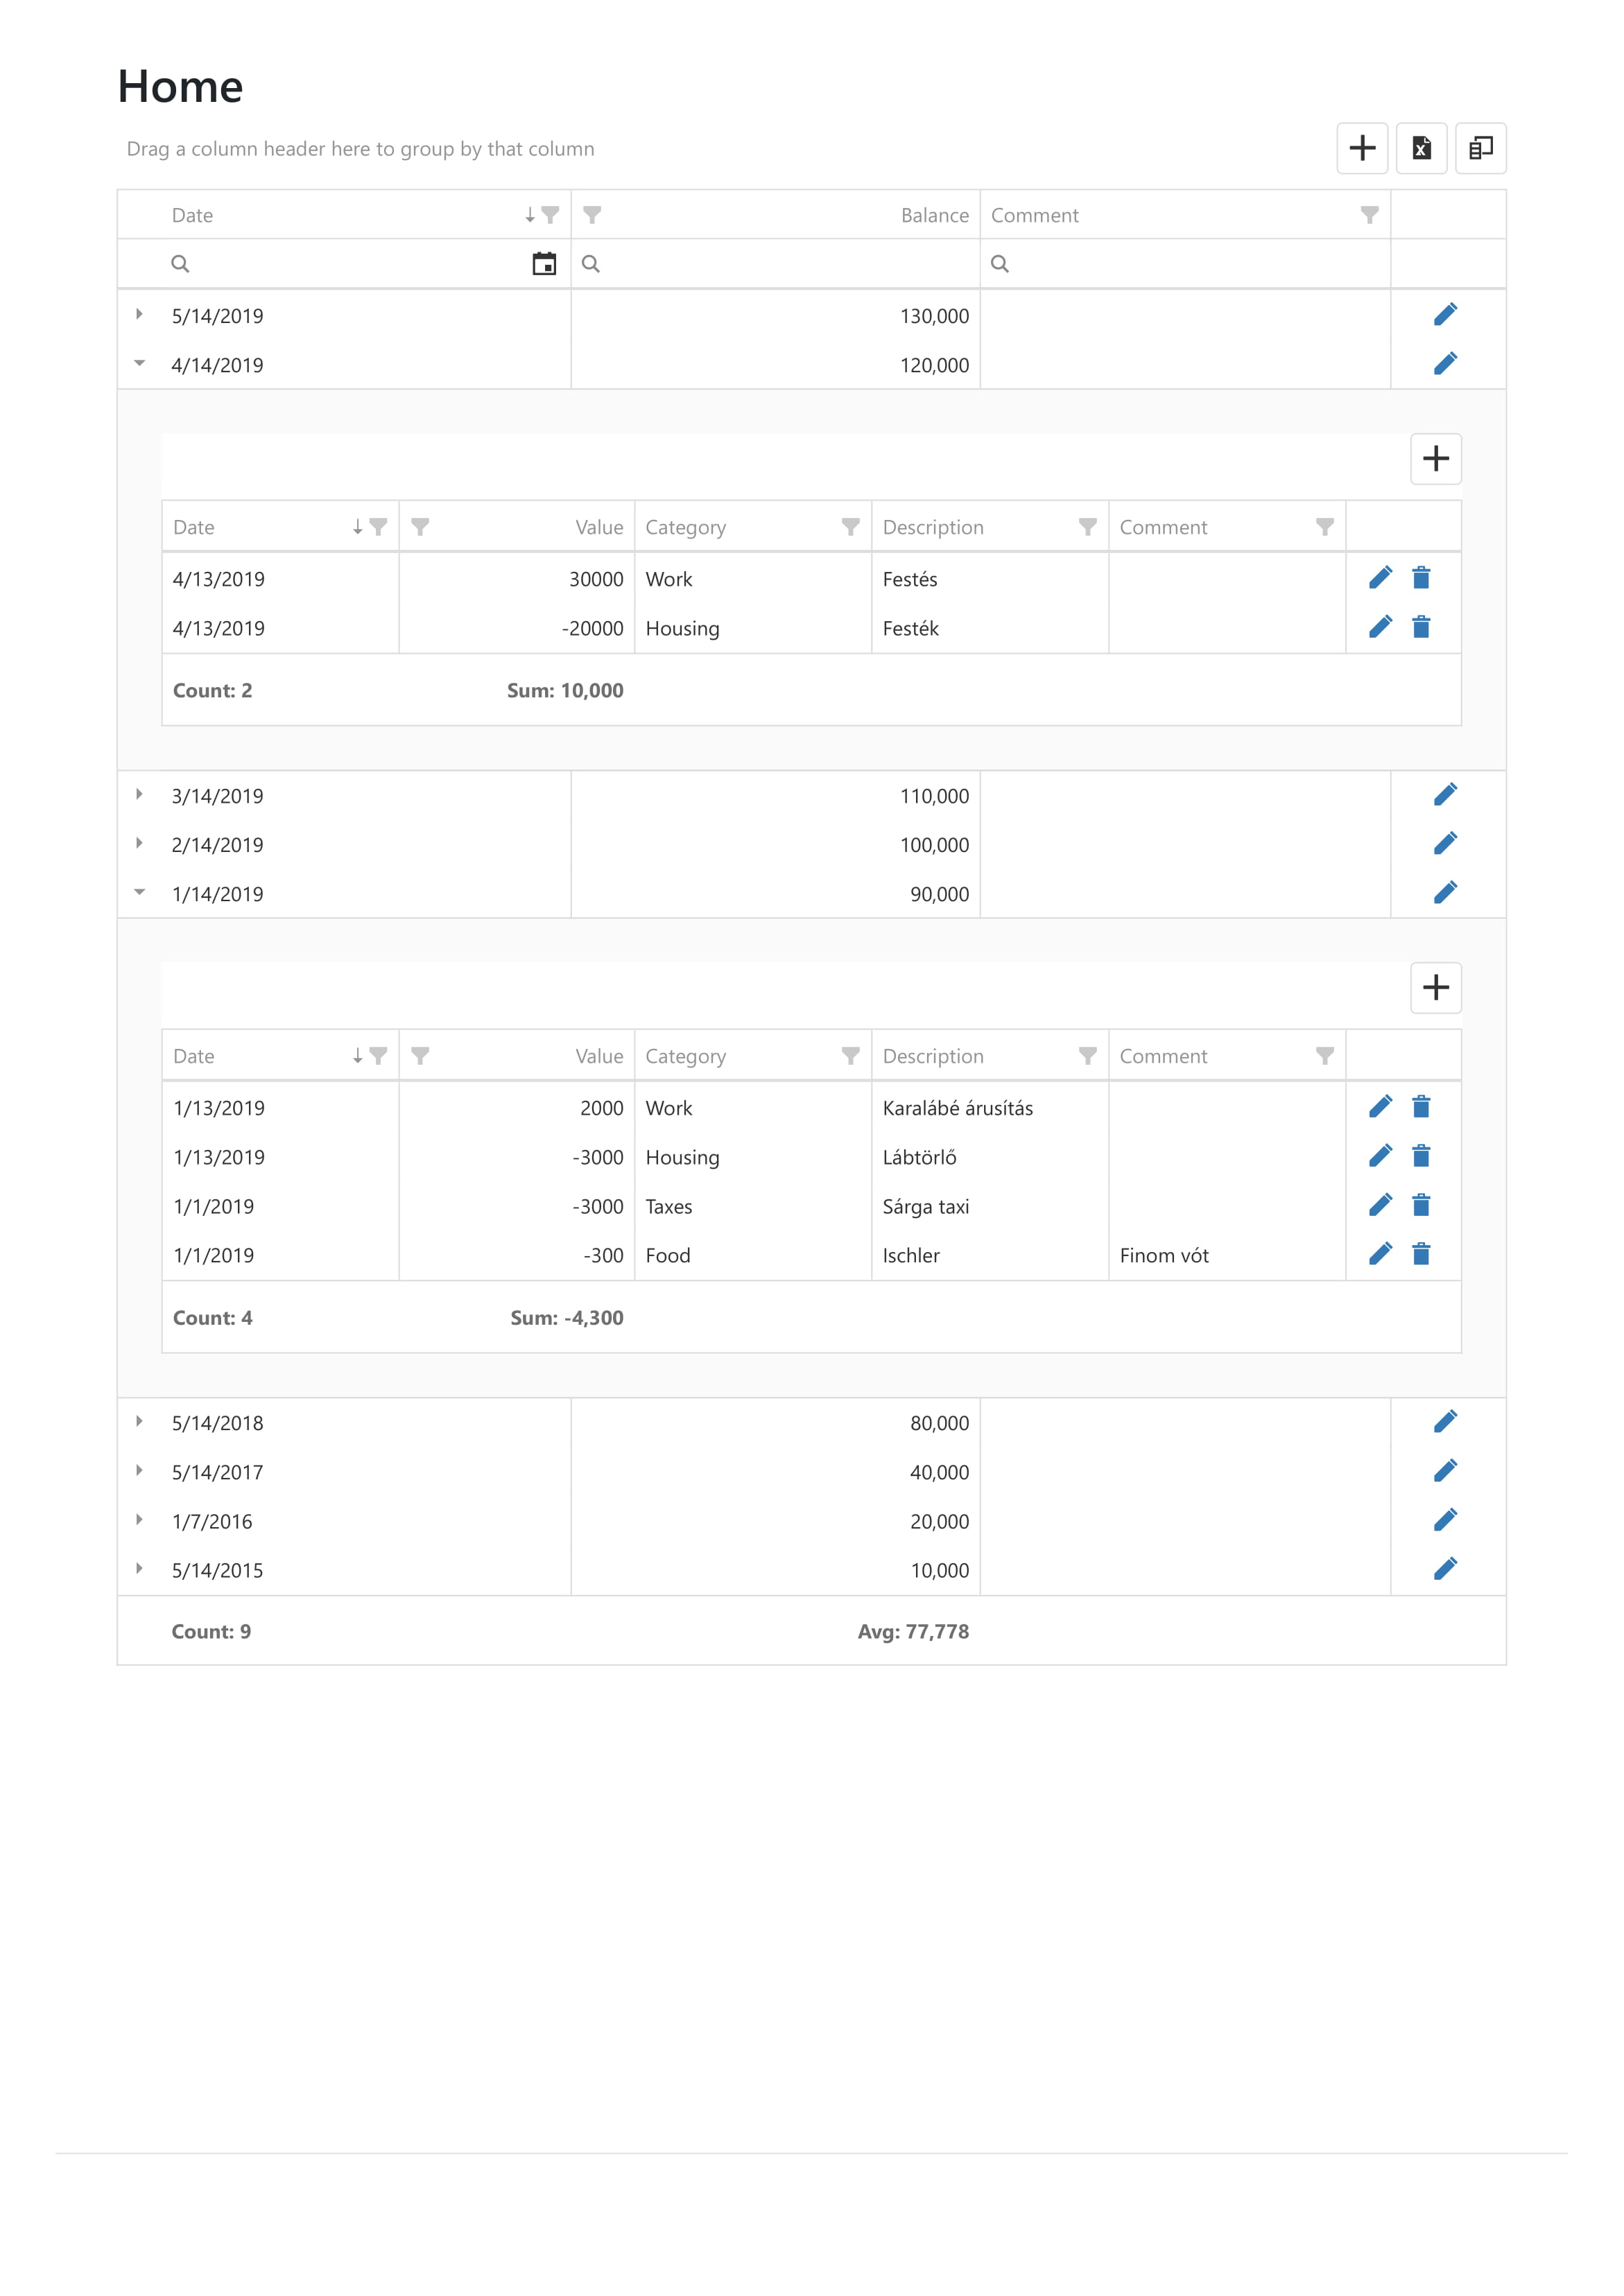 Home
Drag a column header here to group by that column
Date Balance Comment
5/14/2019 130,000
4/14/2019 120,000
Date Value Category Description Comment
4/13/2019 30000 Work Festés
4/13/2019 -20000 Housing Festék
Count: 2 Sum: 10,000
3/14/2019 110,000
2/14/2019 100,000
1/14/2019 90,000
Date Value Category Description Comment
1/13/2019 2000 Work Karalábé árusítás
1/13/2019 -3000 Housing Lábtörlő
1/1/2019 -3000 Taxes Sárga taxi
1/1/2019 -300 Food Ischler Finom vót
Count: 4 Sum: -4,300
5/14/2018 80,000
5/14/2017 40,000
1/7/2016 20,000
5/14/2015 10,000
Count: 9 Avg: 77,778